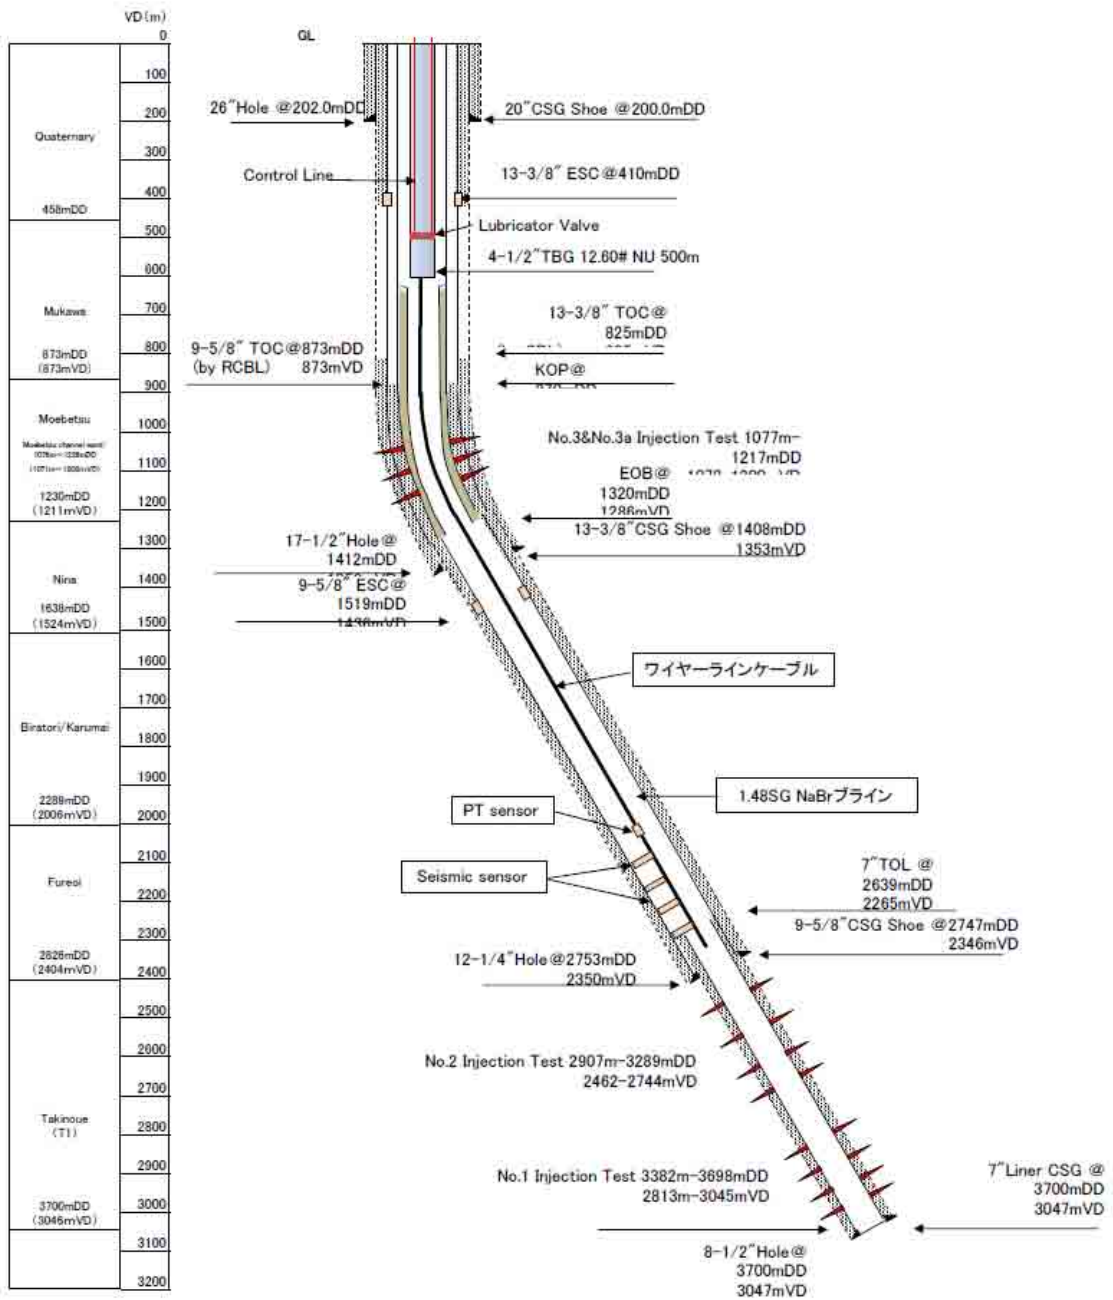 VD(m)
0
GL
100
200
300
400
500
600
700
800
900
1000
1100
1200
1300
1400
1500
1600
1700
1800
1900
2000
2100
2200
2300
2400
2500
2600
2700
2800
2900
3000
3100
3200
Quaternary
458mDD
Mukawa
873mDD
(873mVD)
Moebetsu
1230mDD
(1211mVD)
Nina
1638mDD
(1524mVD)
Biratori/Karumai
2288mDD
(2006mVD)
Fureoi
2826mDD
(2404mVD)
Takinoue
(T1)
3700mDD
(3046mVD)
26"Hole @202.0mDD
20"CSG Shoe @200.0mDD
Control Line
13-3/8" ESC@410mDD
Lubricator Valve
4-1/2"TBG 12.60# NU 500m
13-3/8" TOC@
825mDD
9-5/8" TOC@873mDD
(by RCBL) 873mVD
KOP@
No.3&No.3a Injection Test 1077m-
1217mDD
EOB@
1320mDD
1286mVD
13-3/8"CSG Shoe @1408mDD
1353mVD
17-1/2"Hole@
1412mDD
9-5/8" ESC@
1519mDD
1436mVD
ワイヤーラインケーブル
1.48SG NaBrブライン
PT sensor
Seismic sensor
7"TOL @
2639mDD
2265mVD
9-5/8"CSG Shoe @2747mDD
2346mVD
12-1/4"Hole@2753mDD
2350mVD
No.2 Injection Test 2907m-3289mDD
2462-2744mVD
No.1 Injection Test 3382m-3698mDD
2813m-3045mVD
7"Liner CSG @
3700mDD
3047mVD
8-1/2"Hole@
3700mDD
3047mVD